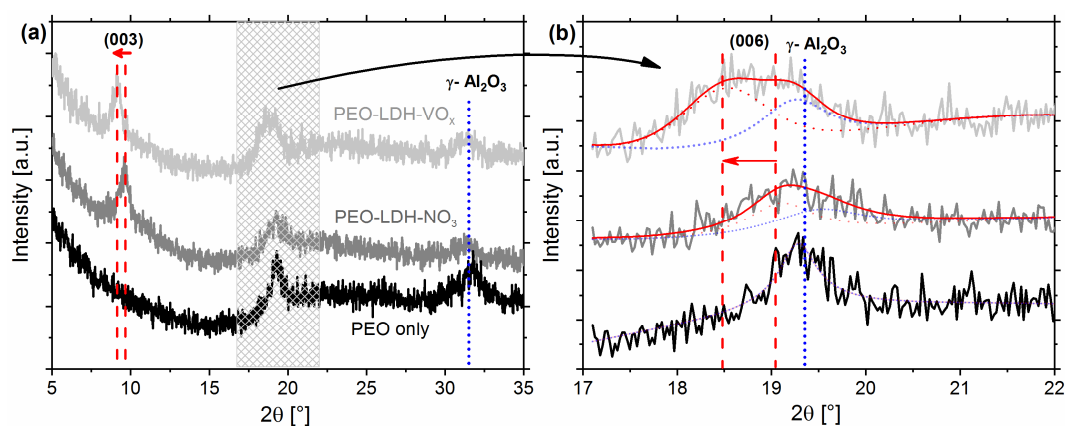 (a)
(003)
γ- Al₂O₃
PEO-LDH-VOₓ
PEO-LDH-NO₃
PEO only
Intensity [a.u.]
5 10 15 20 25 30 35
2θ [°]
(b)
(006)
γ- Al₂O₃
Intensity [a.u.]
17 18 19 20 21 22
2θ [°]